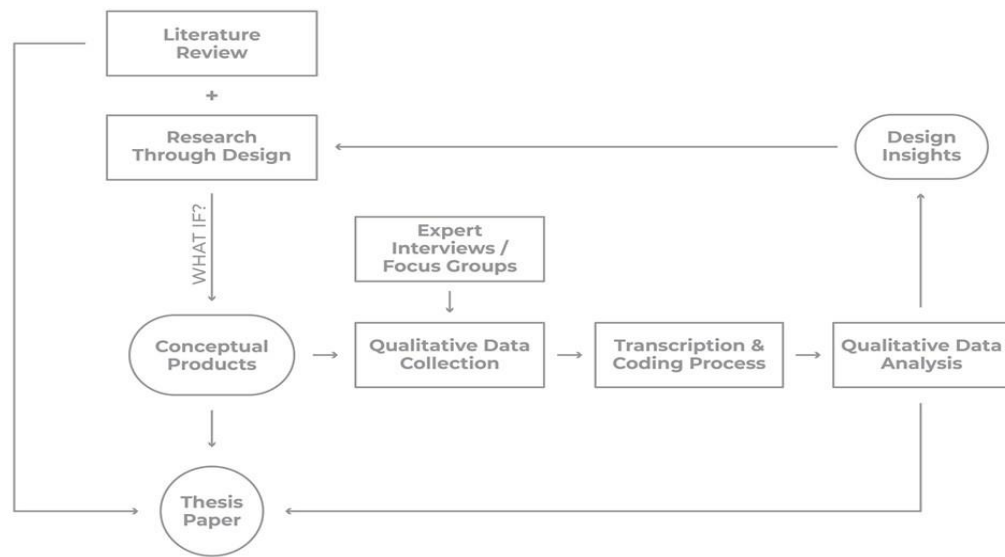 Literature
Review
+
Research
Through Design
Design
Insights
WHAT IF?
Expert
Interviews /
Focus Groups
Conceptual
Products
Qualitative Data
Collection
Transcription &
Coding Process
Qualitative Data
Analysis
Thesis
Paper